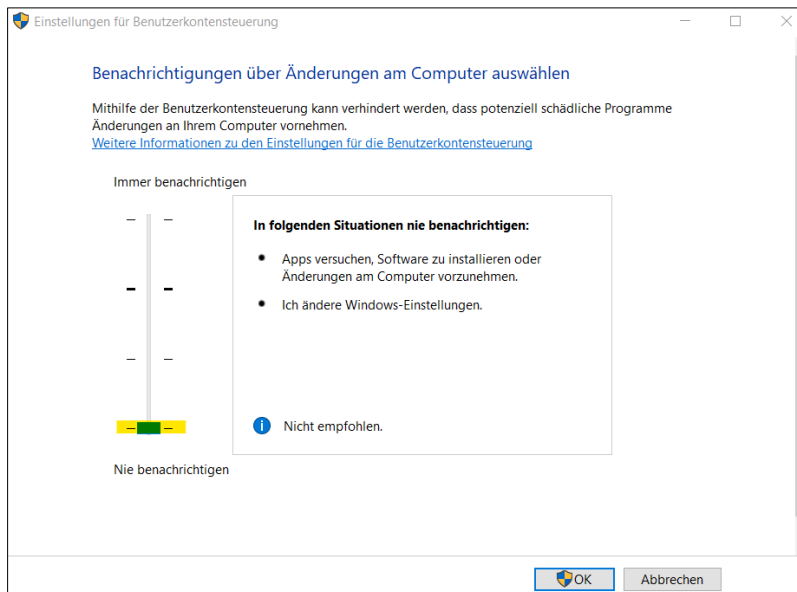 Einstellungen für Benutzerkontensteuerung
Benachrichtigungen über Änderungen am Computer auswählen
Mithilfe der Benutzerkontensteuerung kann verhindert werden, dass potenziell schädliche Programme
Änderungen an Ihrem Computer vornehmen.
Weitere Informationen zu den Einstellungen für die Benutzerkontensteuerung
Immer benachrichtigen
In folgenden Situationen nie benachrichtigen:
Apps versuchen, Software zu installieren oder
Änderungen am Computer vorzunehmen.
Ich ändere Windows-Einstellungen.
Nicht empfohlen.
Nie benachrichtigen
OK
Abbrechen